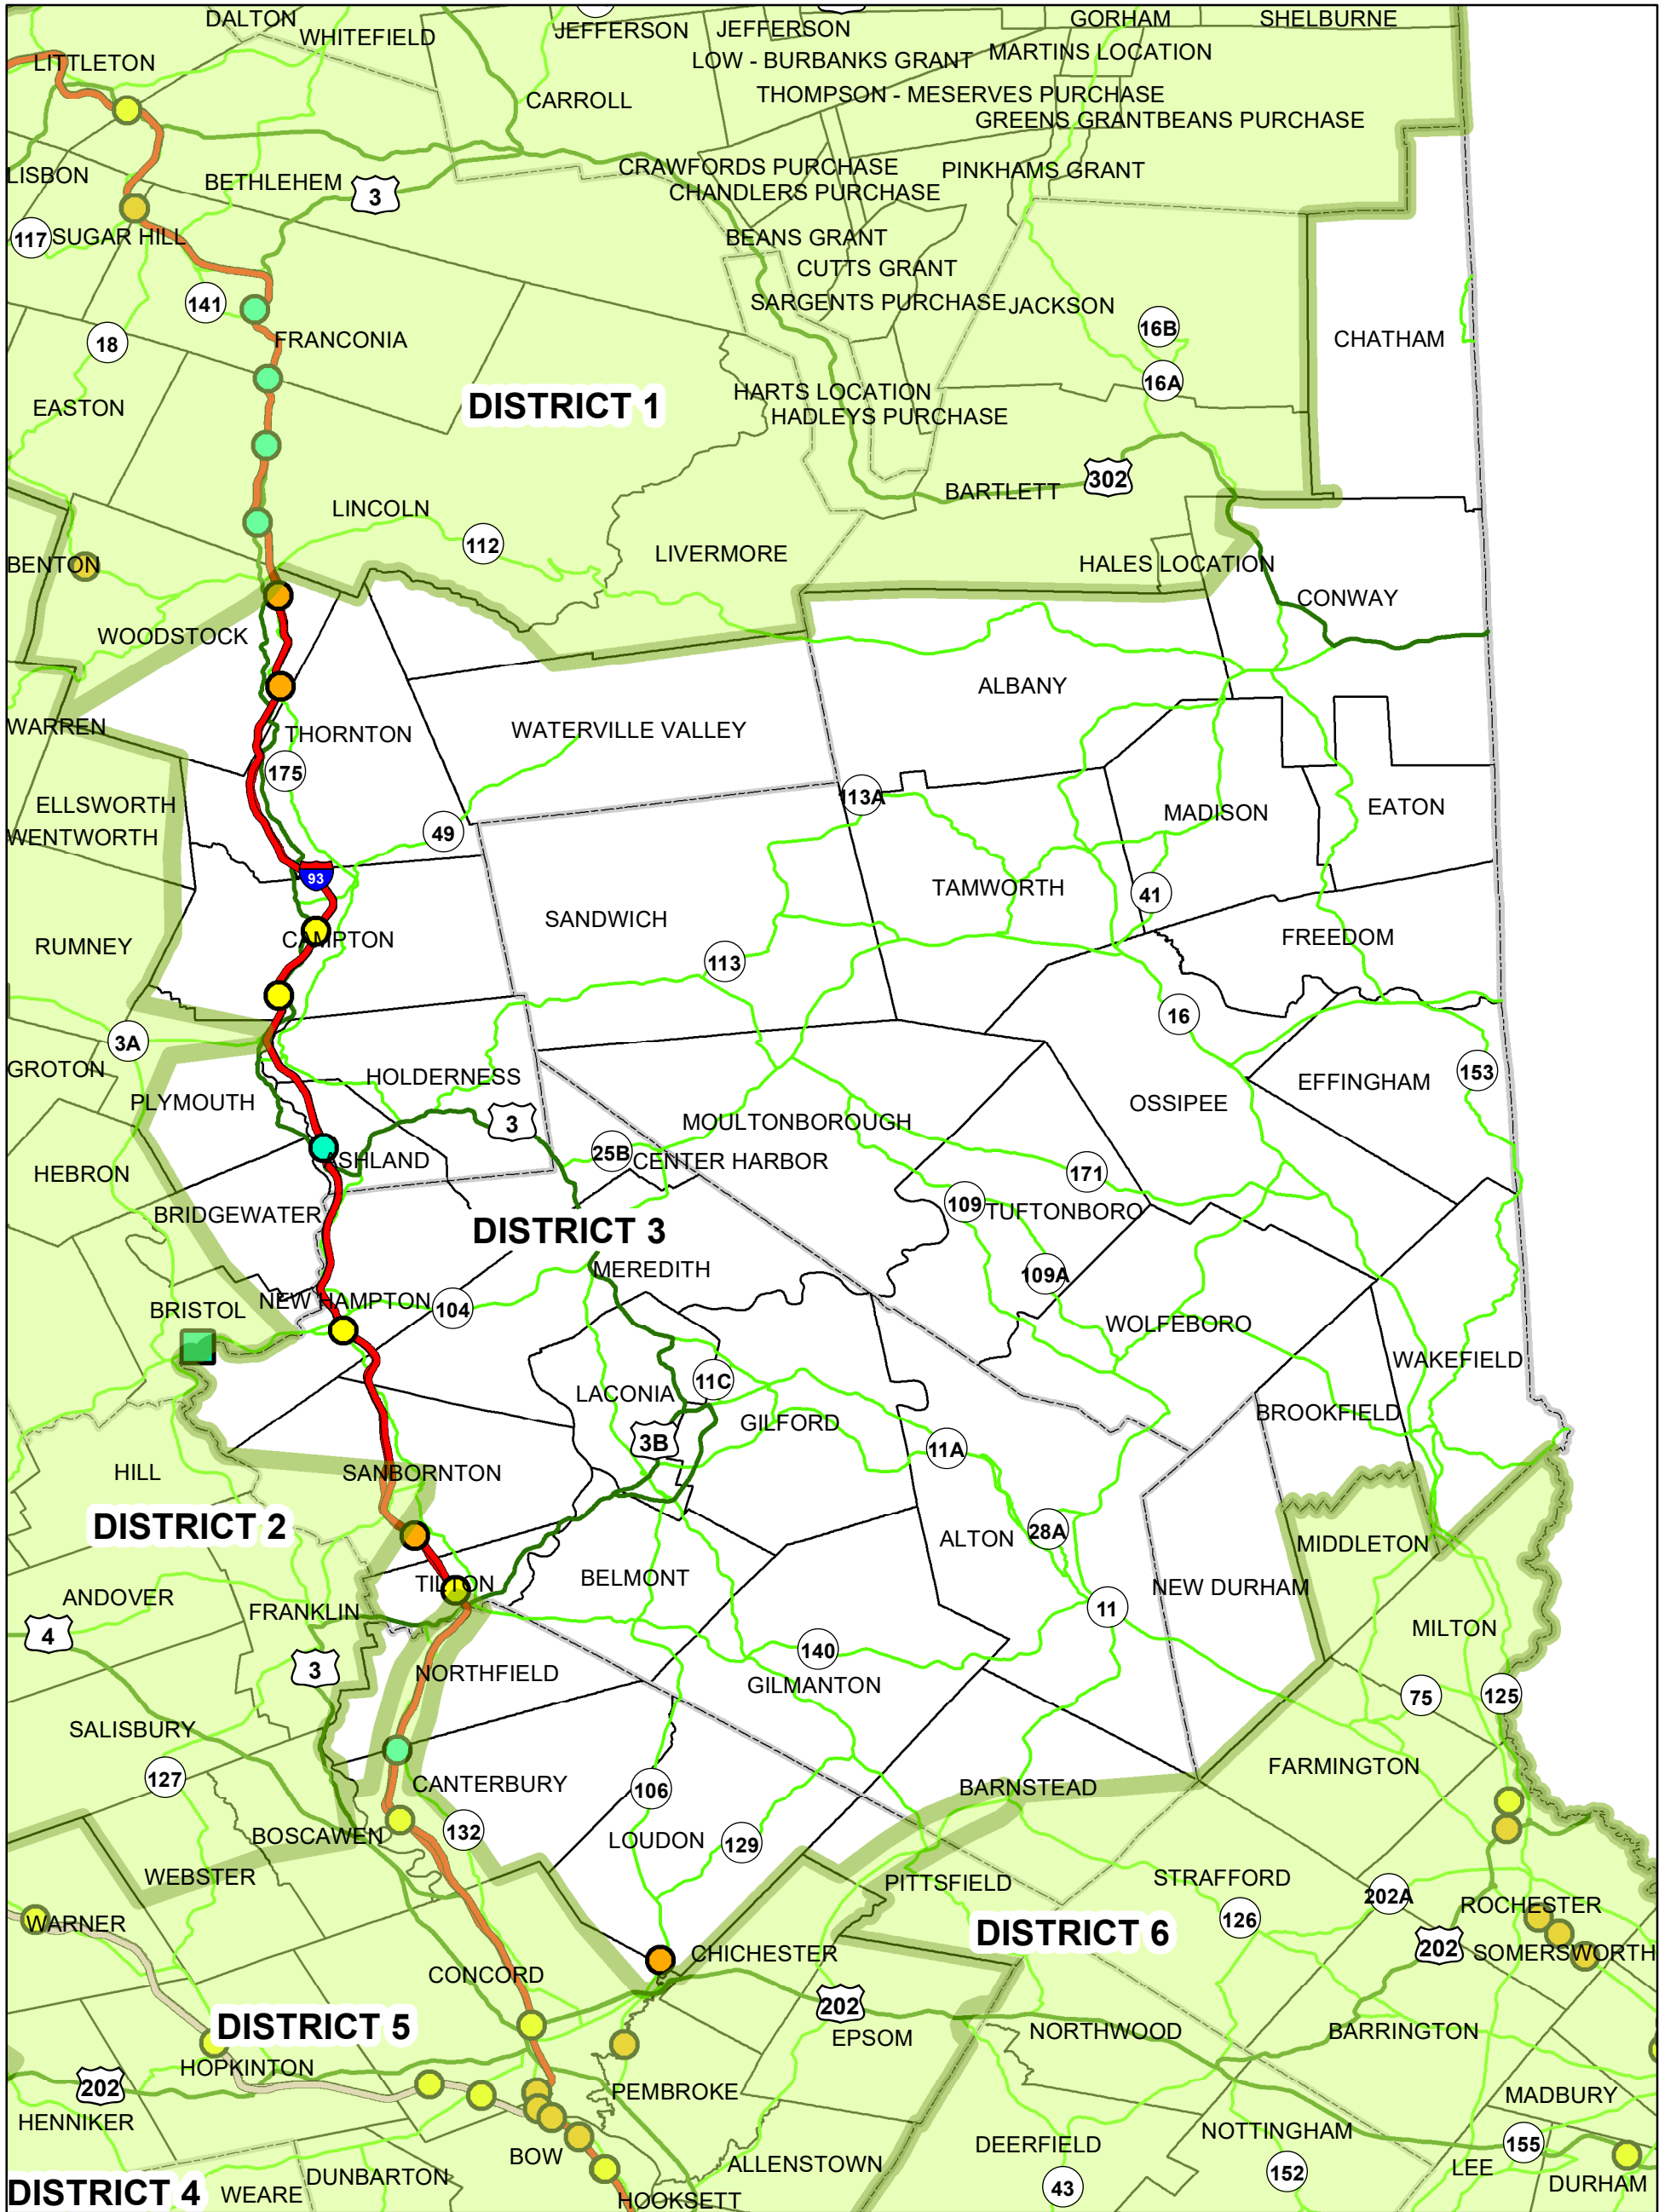 DALTON
WHITEFIELD
JEFFERSON
JEFFERSON
GORHAM
SHELBURNE
LITTLETON
LOW - BURBANKS GRANT
MARTINS LOCATION
CARROLL
THOMPSON - MESERVES PURCHASE
GREENS GRANT
BEANS PURCHASE
LISBON
BETHLEHEM
3
CRAWFORDS PURCHASE
PINKHAMS GRANT
CHANDLERS PURCHASE
117
SUGAR HILL
BEANS GRANT
CUTTS GRANT
141
SARGENTS PURCHASE
JACKSON
16B
18
FRANCONIA
CHATHAM
16A
EASTON
DISTRICT 1
HARTS LOCATION
HADLEYS PURCHASE
302
BARTLETT
LINCOLN
112
LIVERMORE
BENTON
HALES LOCATION
CONWAY
WOODSTOCK
ALBANY
WARREN
THORNTON
WATERVILLE VALLEY
175
113A
ELLSWORTH
MADISON
EATON
WENTWORTH
49
93
TAMWORTH
41
SANDWICH
RUMNEY
CAMPTON
FREEDOM
113
16
3A
GROTON
HOLDERNESS
EFFINGHAM
153
PLYMOUTH
OSSIPEE
3
MOULTONBOROUGH
25B
CENTER HARBOR
ASHLAND
HEBRON
171
BRIDGEWATER
109
TUFTONBORO
DISTRICT 3
MEREDITH
109A
BRISTOL
NEW HAMPTON
104
WOLFEBORO
WAKEFIELD
LACONIA
11C
BROOKFIELD
GILFORD
3B
11A
HILL
SANBORNTON
DISTRICT 2
ALTON
28A
MIDDLETON
TILTON
BELMONT
NEW DURHAM
ANDOVER
FRANKLIN
11
4
MILTON
140
3
NORTHFIELD
GILMANTON
75
125
SALISBURY
127
CANTERBURY
106
BARNSTEAD
FARMINGTON
BOSCAWEN
132
LOUDON
129
WEBSTER
PITTSFIELD
STRAFFORD
202A
ROCHESTER
WARNER
DISTRICT 6
126
202
SOMERSWORTH
CHICHESTER
CONCORD
202
DISTRICT 5
EPSOM
NORTHWOOD
BARRINGTON
HOPKINTON
202
PEMBROKE
MADBURY
HENNIKER
NOTTINGHAM
DEERFIELD
155
BOW
ALLENSTOWN
152
LEE
DUNBARTON
43
DURHAM
DISTRICT 4
WEARE
HOOKSETT